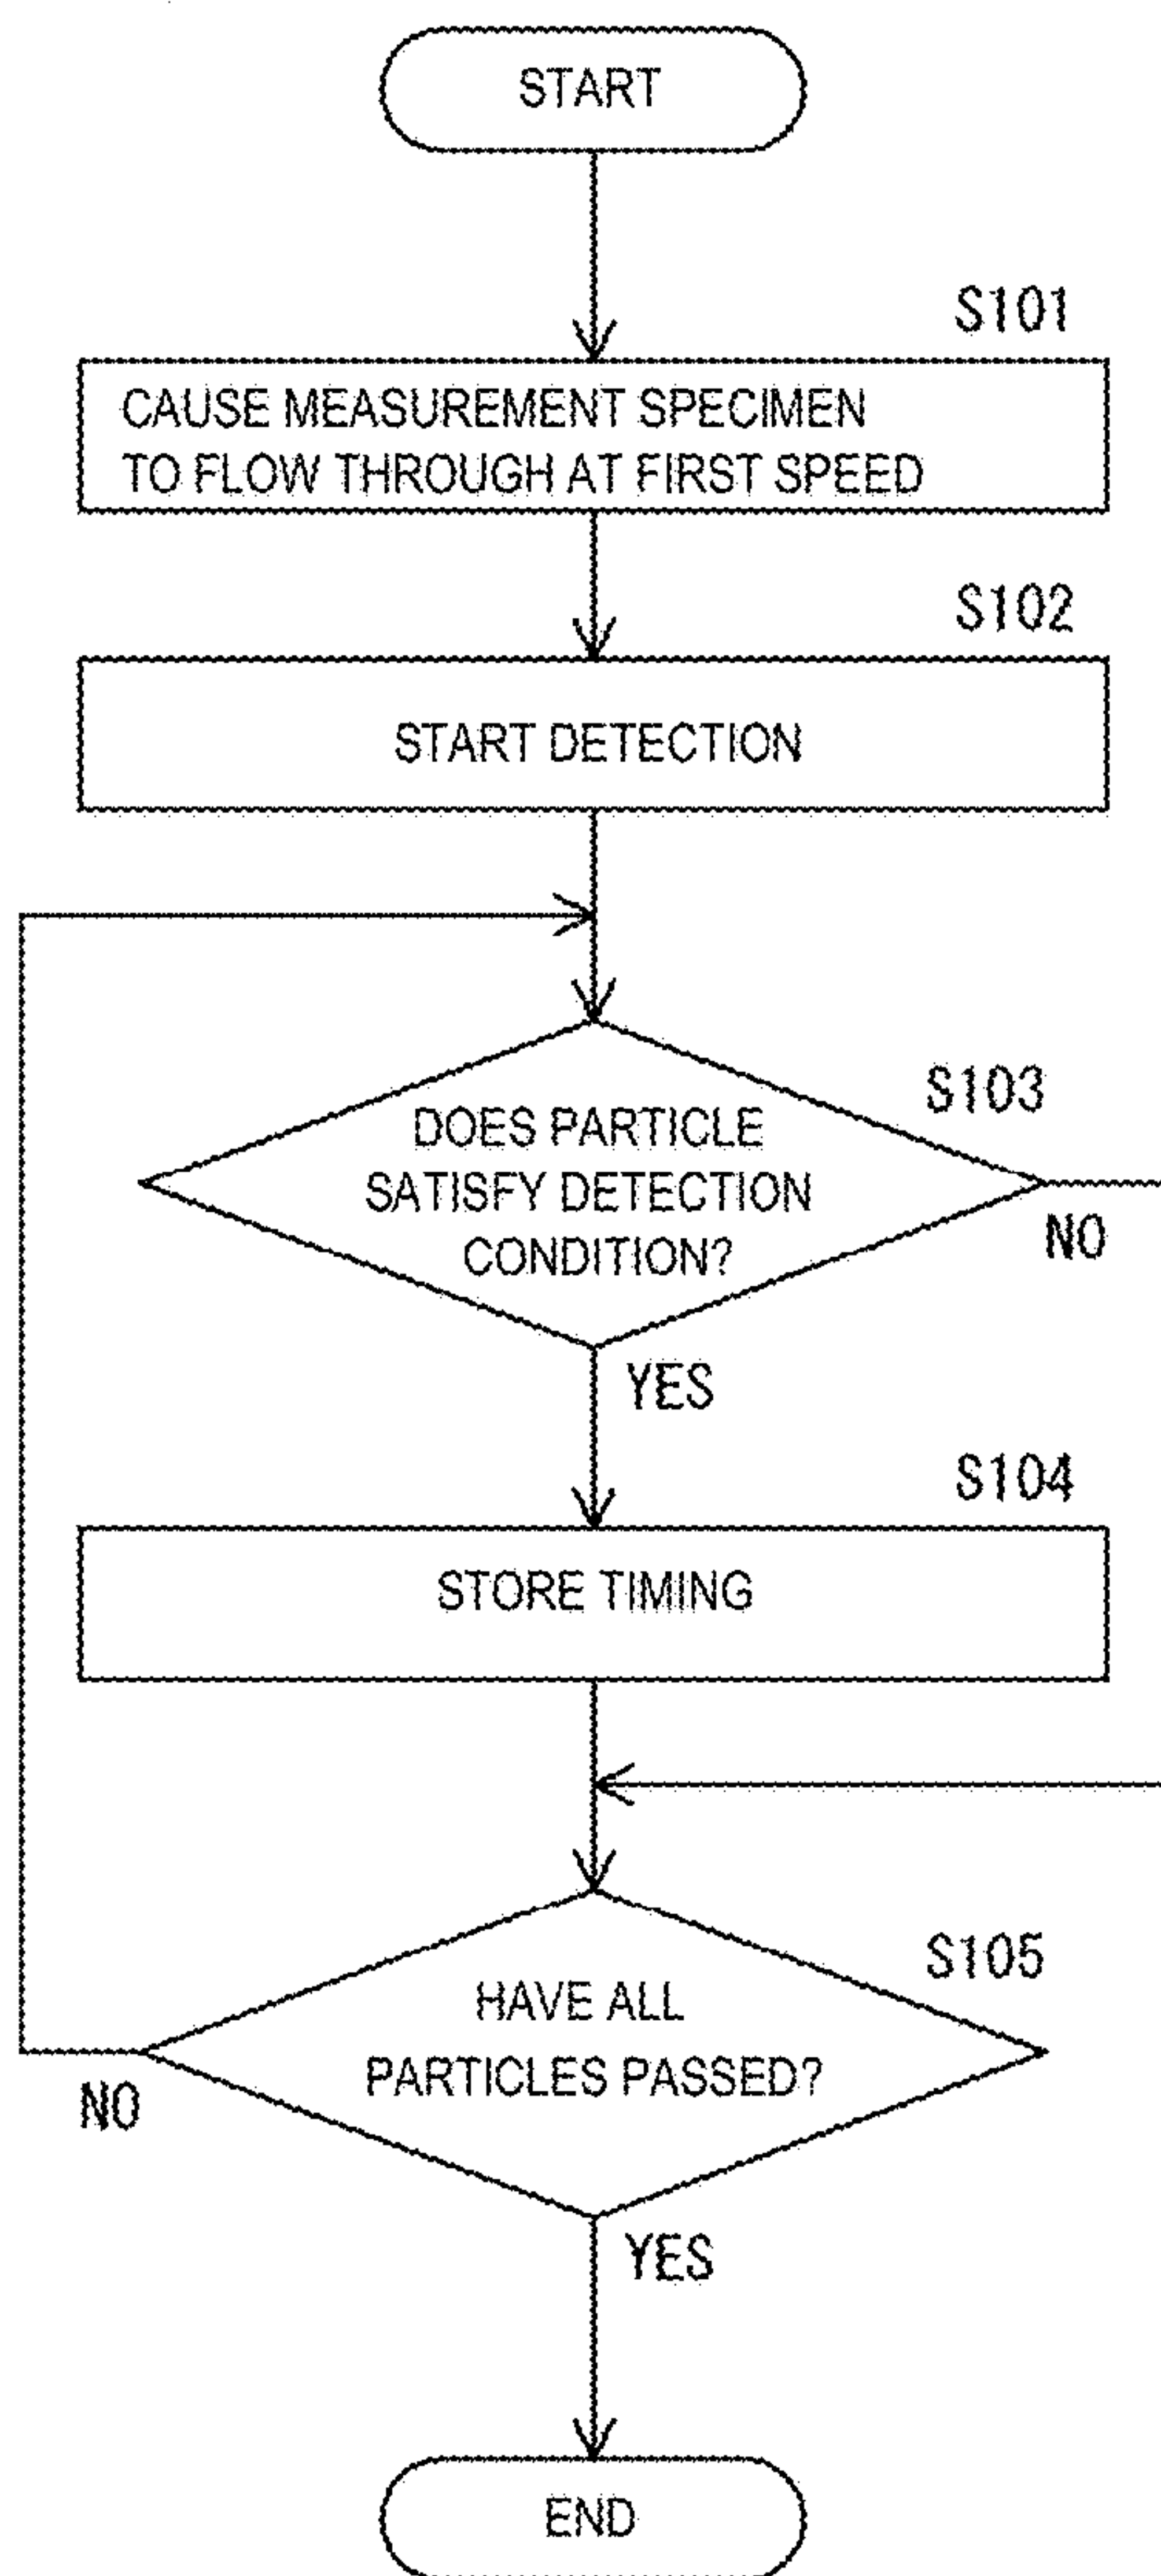 START
S101
CAUSE MEASUREMENT SPECIMEN
TO FLOW THROUGH AT FIRST SPEED
S102
START DETECTION
S103
DOES PARTICLE
SATISFY DETECTION
CONDITION?
NO
YES
S104
STORE TIMING
S105
HAVE ALL
PARTICLES PASSED?
NO
YES
END